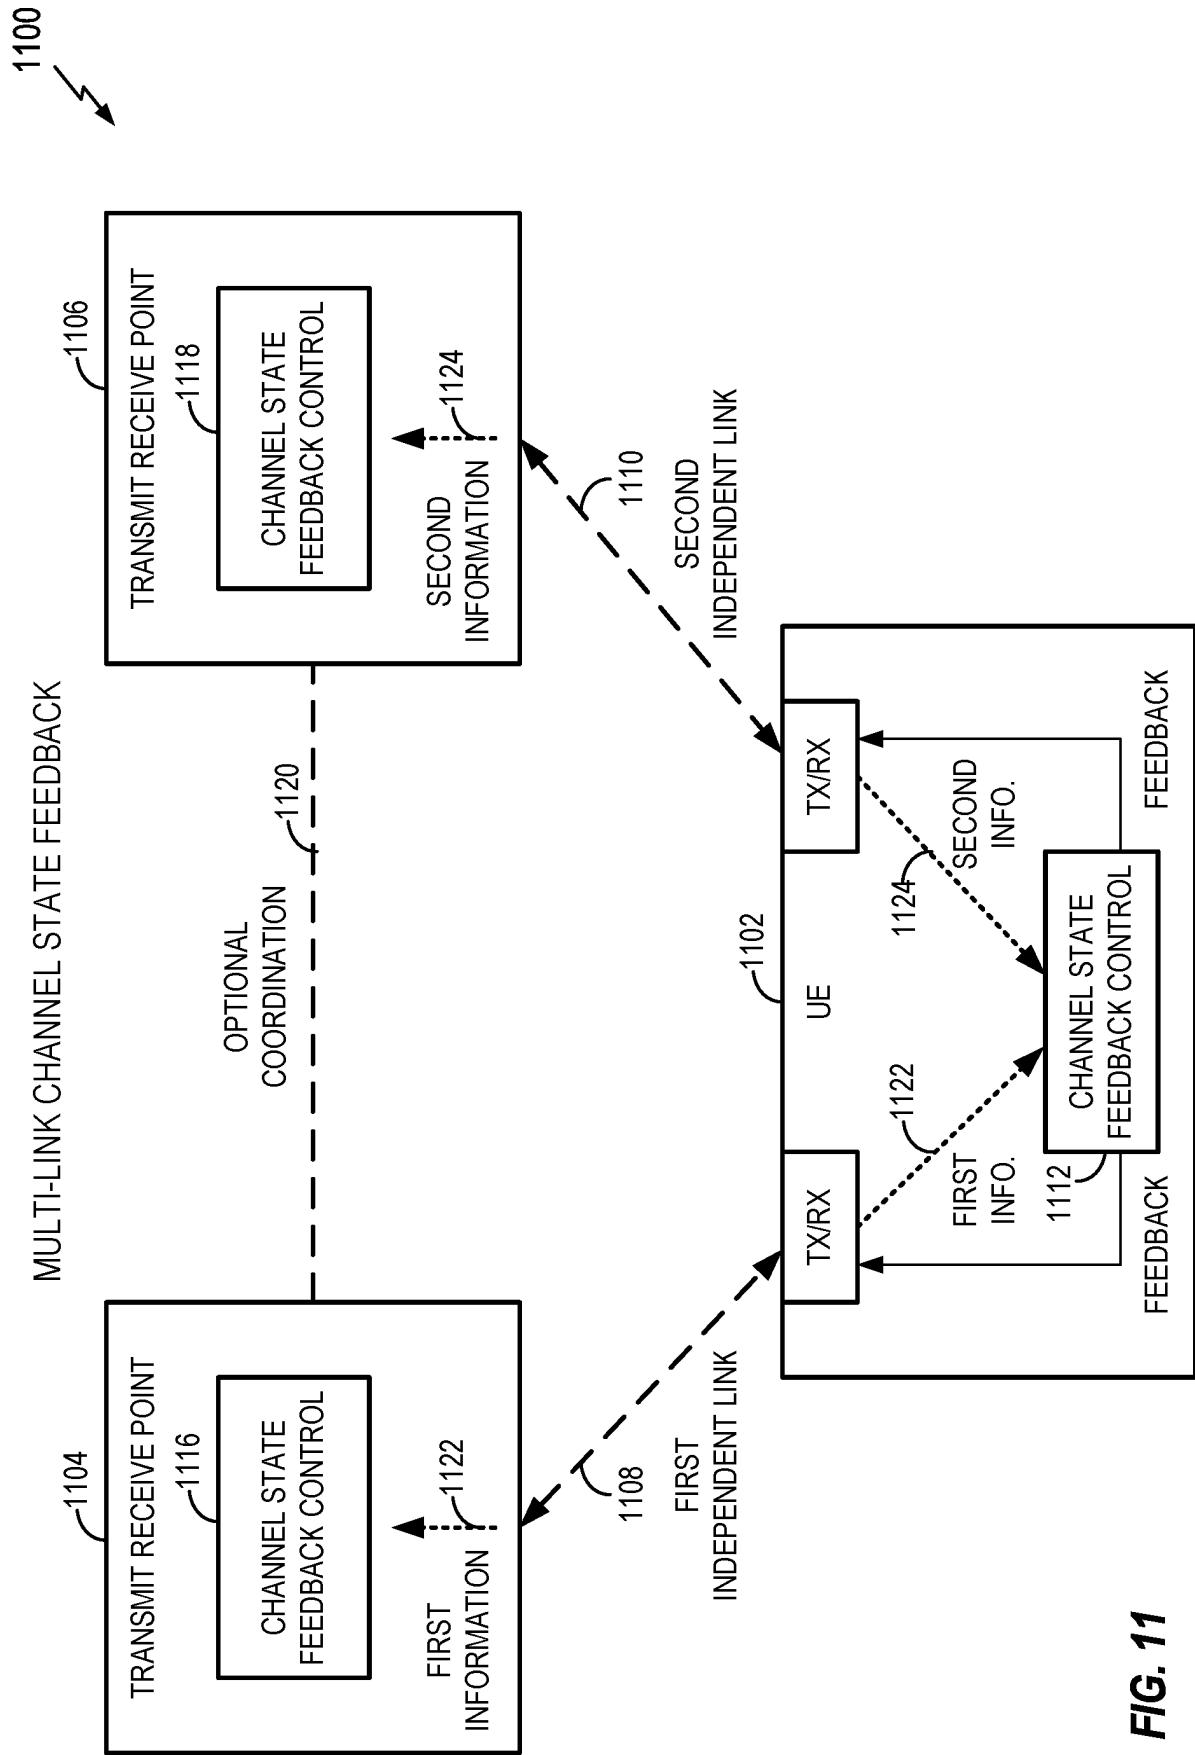 MULTI-LINK CHANNEL STATE FEEDBACK
1100
1104
TRANSMIT RECEIVE POINT
1116
CHANNEL STATE
FEEDBACK CONTROL
FIRST
INFORMATION
1122
OPTIONAL
COORDINATION
1120
1106
TRANSMIT RECEIVE POINT
1118
CHANNEL STATE
FEEDBACK CONTROL
SECOND
INFORMATION
1124
1108
FIRST
INDEPENDENT LINK
1110
SECOND
INDEPENDENT LINK
1102
TX/RX
UE
TX/RX
1122
FIRST
INFO.
1124
SECOND
INFO.
1112
CHANNEL STATE
FEEDBACK CONTROL
FEEDBACK
FEEDBACK
FIG. 11